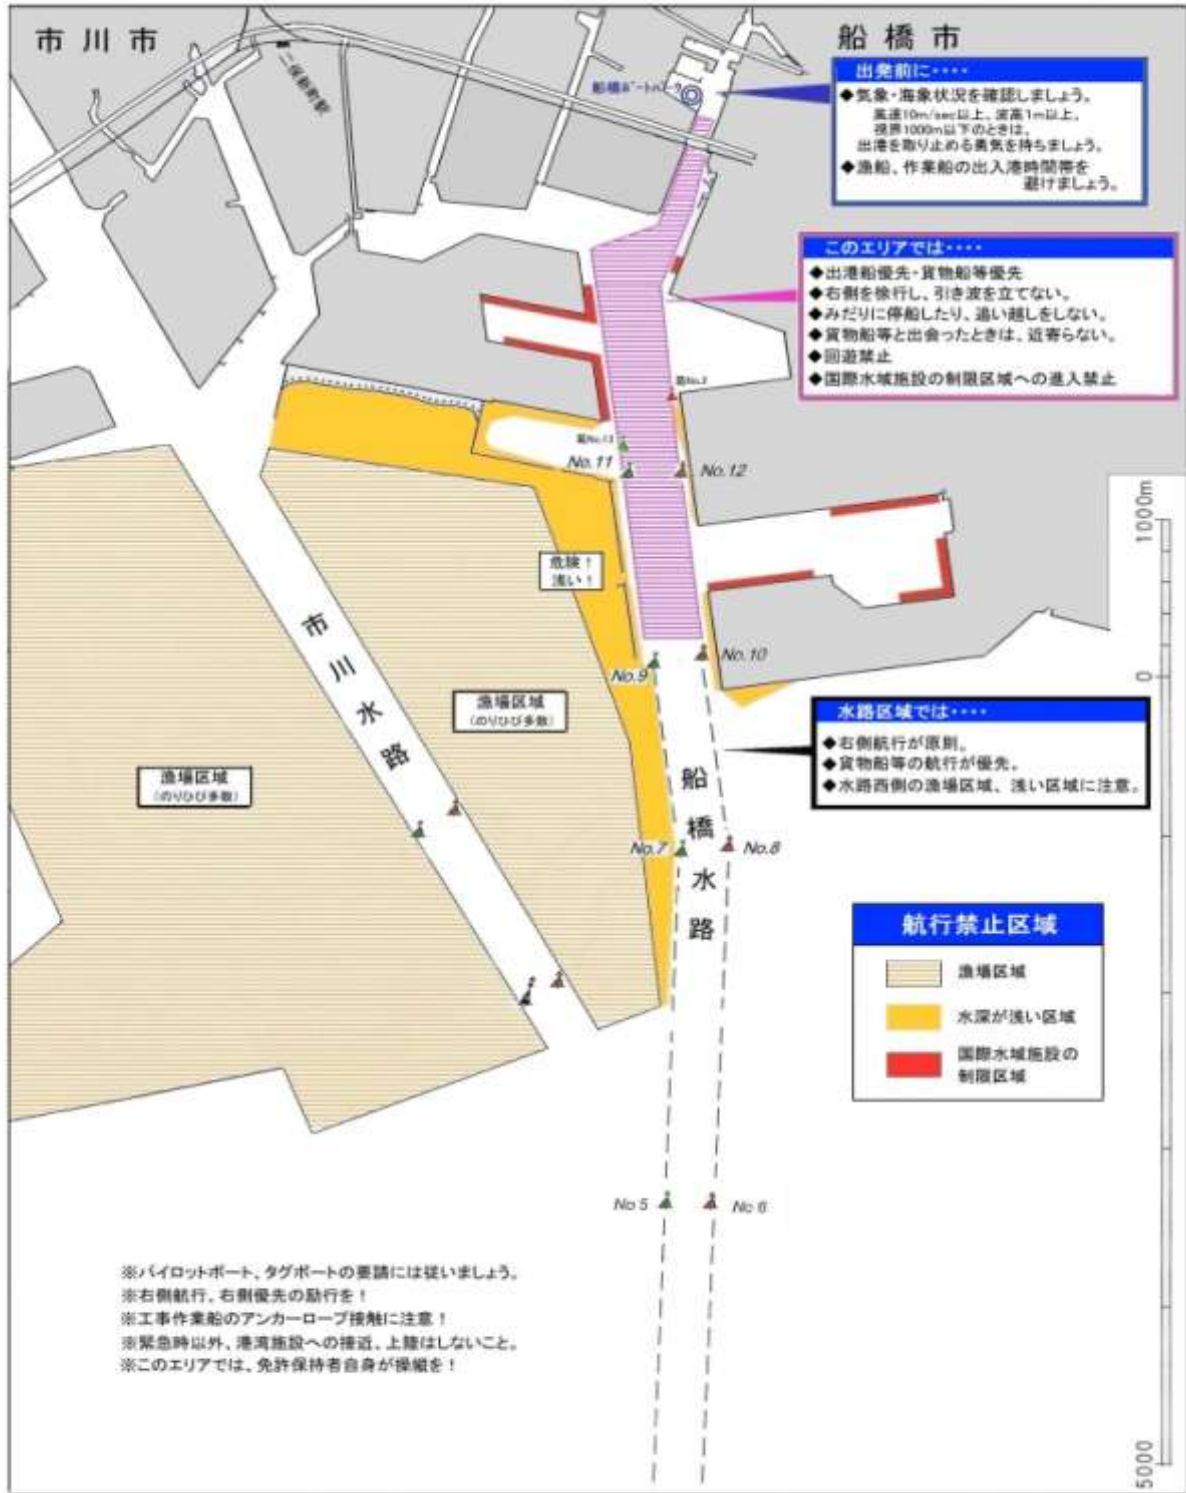 市川市
船橋市
二俣新町駅
船橋ボートパーク
出発前に‥‥
◆気象・海象状況を確認しましょう。
風速10m/sec以上、波高1m以上、
視界1000m以下のときは、
出港を取り止める勇気を持ちましょう。
◆漁船、作業船の出入港時間帯を
避けましょう。
このエリアでは‥‥
◆出港船優先・貨物船等優先
◆右側を徐行し、引き波を立てない。
◆みだりに停船したり、追い越しをしない。
◆貨物船等と出会ったときは、近寄らない。
◆回遊禁止
◆国際水域施設の制限区域への進入禁止
No.11
No.12
1000m
危険！
浅い！
市川水路
No.9
No.10
0
漁場区域
(のりひび多数)
漁場区域
(のりひび多数)
水路区域では‥‥
◆右側航行が原則。
◆貨物船等の航行が優先。
◆水路西側の漁場区域、浅い区域に注意。
船橋水路
No.7
No.8
航行禁止区域
漁場区域
水深が浅い区域
国際水域施設の
制限区域
No 5
No 6
※パイロットボート、タグボートの要請には従いましょう。
※右側航行、右側優先の励行を！
※工事作業船のアンカーロープ接触に注意！
※緊急時以外、港湾施設への接近、上陸はしないこと。
※このエリアでは、免許保持者自身が操縦を！
5000